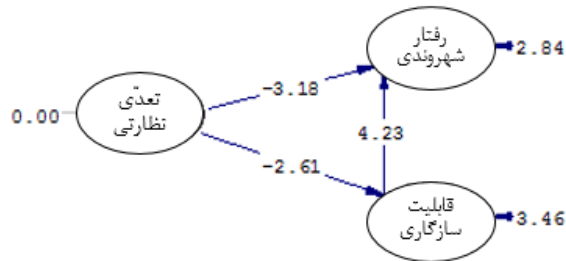 رفتار
شهروندی
2.84
-3.18
تعدّی
نظارتی
0.00
4.23
-2.61
قابلیت
سازگاری
3.46